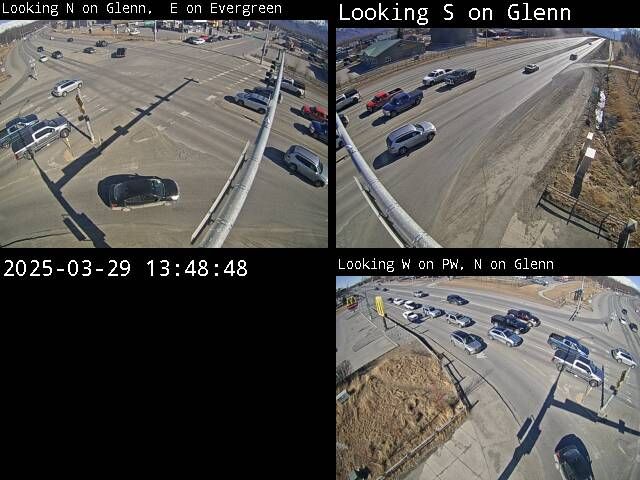 Looking N on Glenn,  E on Evergreen
Looking S on Glenn
2025-03-29 13:48:48
Looking W on PW, N on Glenn